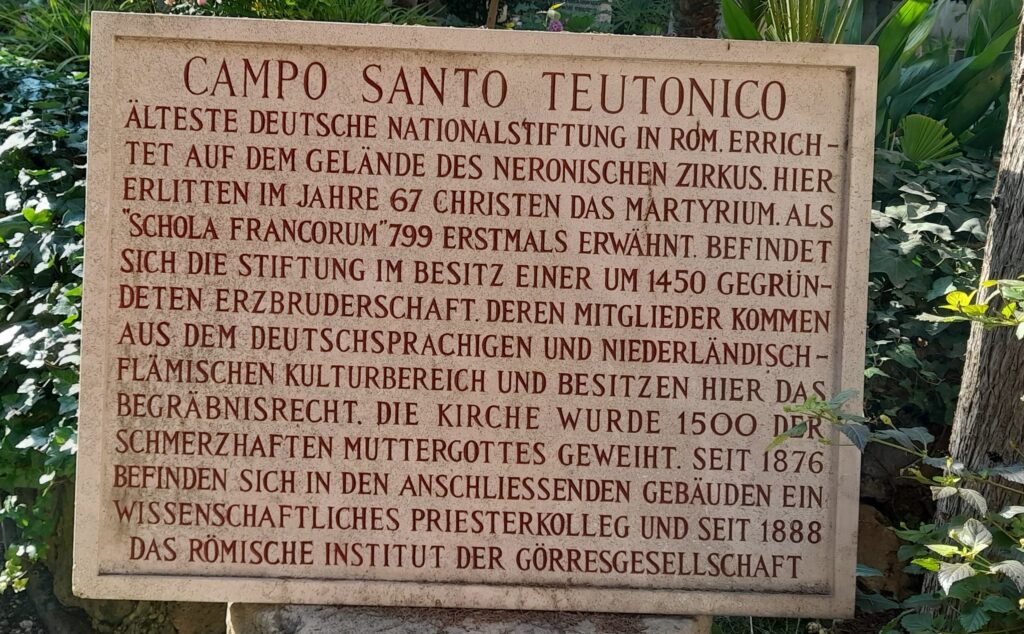 CAMPO SANTO TEUTONICO
ÄLTESTE DEUTSCHE NATIONALSTIFTUNG IN ROM. ERRICH-
TET AUF DEM GELÄNDE DES NERONISCHEN ZIRKUS. HIER
ERLITTEN IM JAHRE 67 CHRISTEN DAS MARTYRIUM. ALS
"SCHOLA FRANCORUM" 799 ERSTMALS ERWÄHNT. BEFINDET
SICH DIE STIFTUNG IM BESITZ EINER UM 1450 GEGRÜN-
DETEN ERZBRUDERSCHAFT. DEREN MITGLIEDER KOMMEN
AUS DEM DEUTSCHSPRACHIGEN UND NIEDERLÄNDISCH-
FLÄMISCHEN KULTURBEREICH UND BESITZEN HIER DAS
BEGRÄBNISRECHT. DIE KIRCHE WURDE 1500 DER
SCHMERZHAFTEN MUTTERGOTTES GEWEIHT. SEIT 1876
BEFINDEN SICH IN DEN ANSCHLIESSENDEN GEBÄUDEN EIN
WISSENSCHAFTLICHES PRIESTERKOLLEG UND SEIT 1888
DAS RÖMISCHE INSTITUT DER GÖRRESGESELLSCHAFT